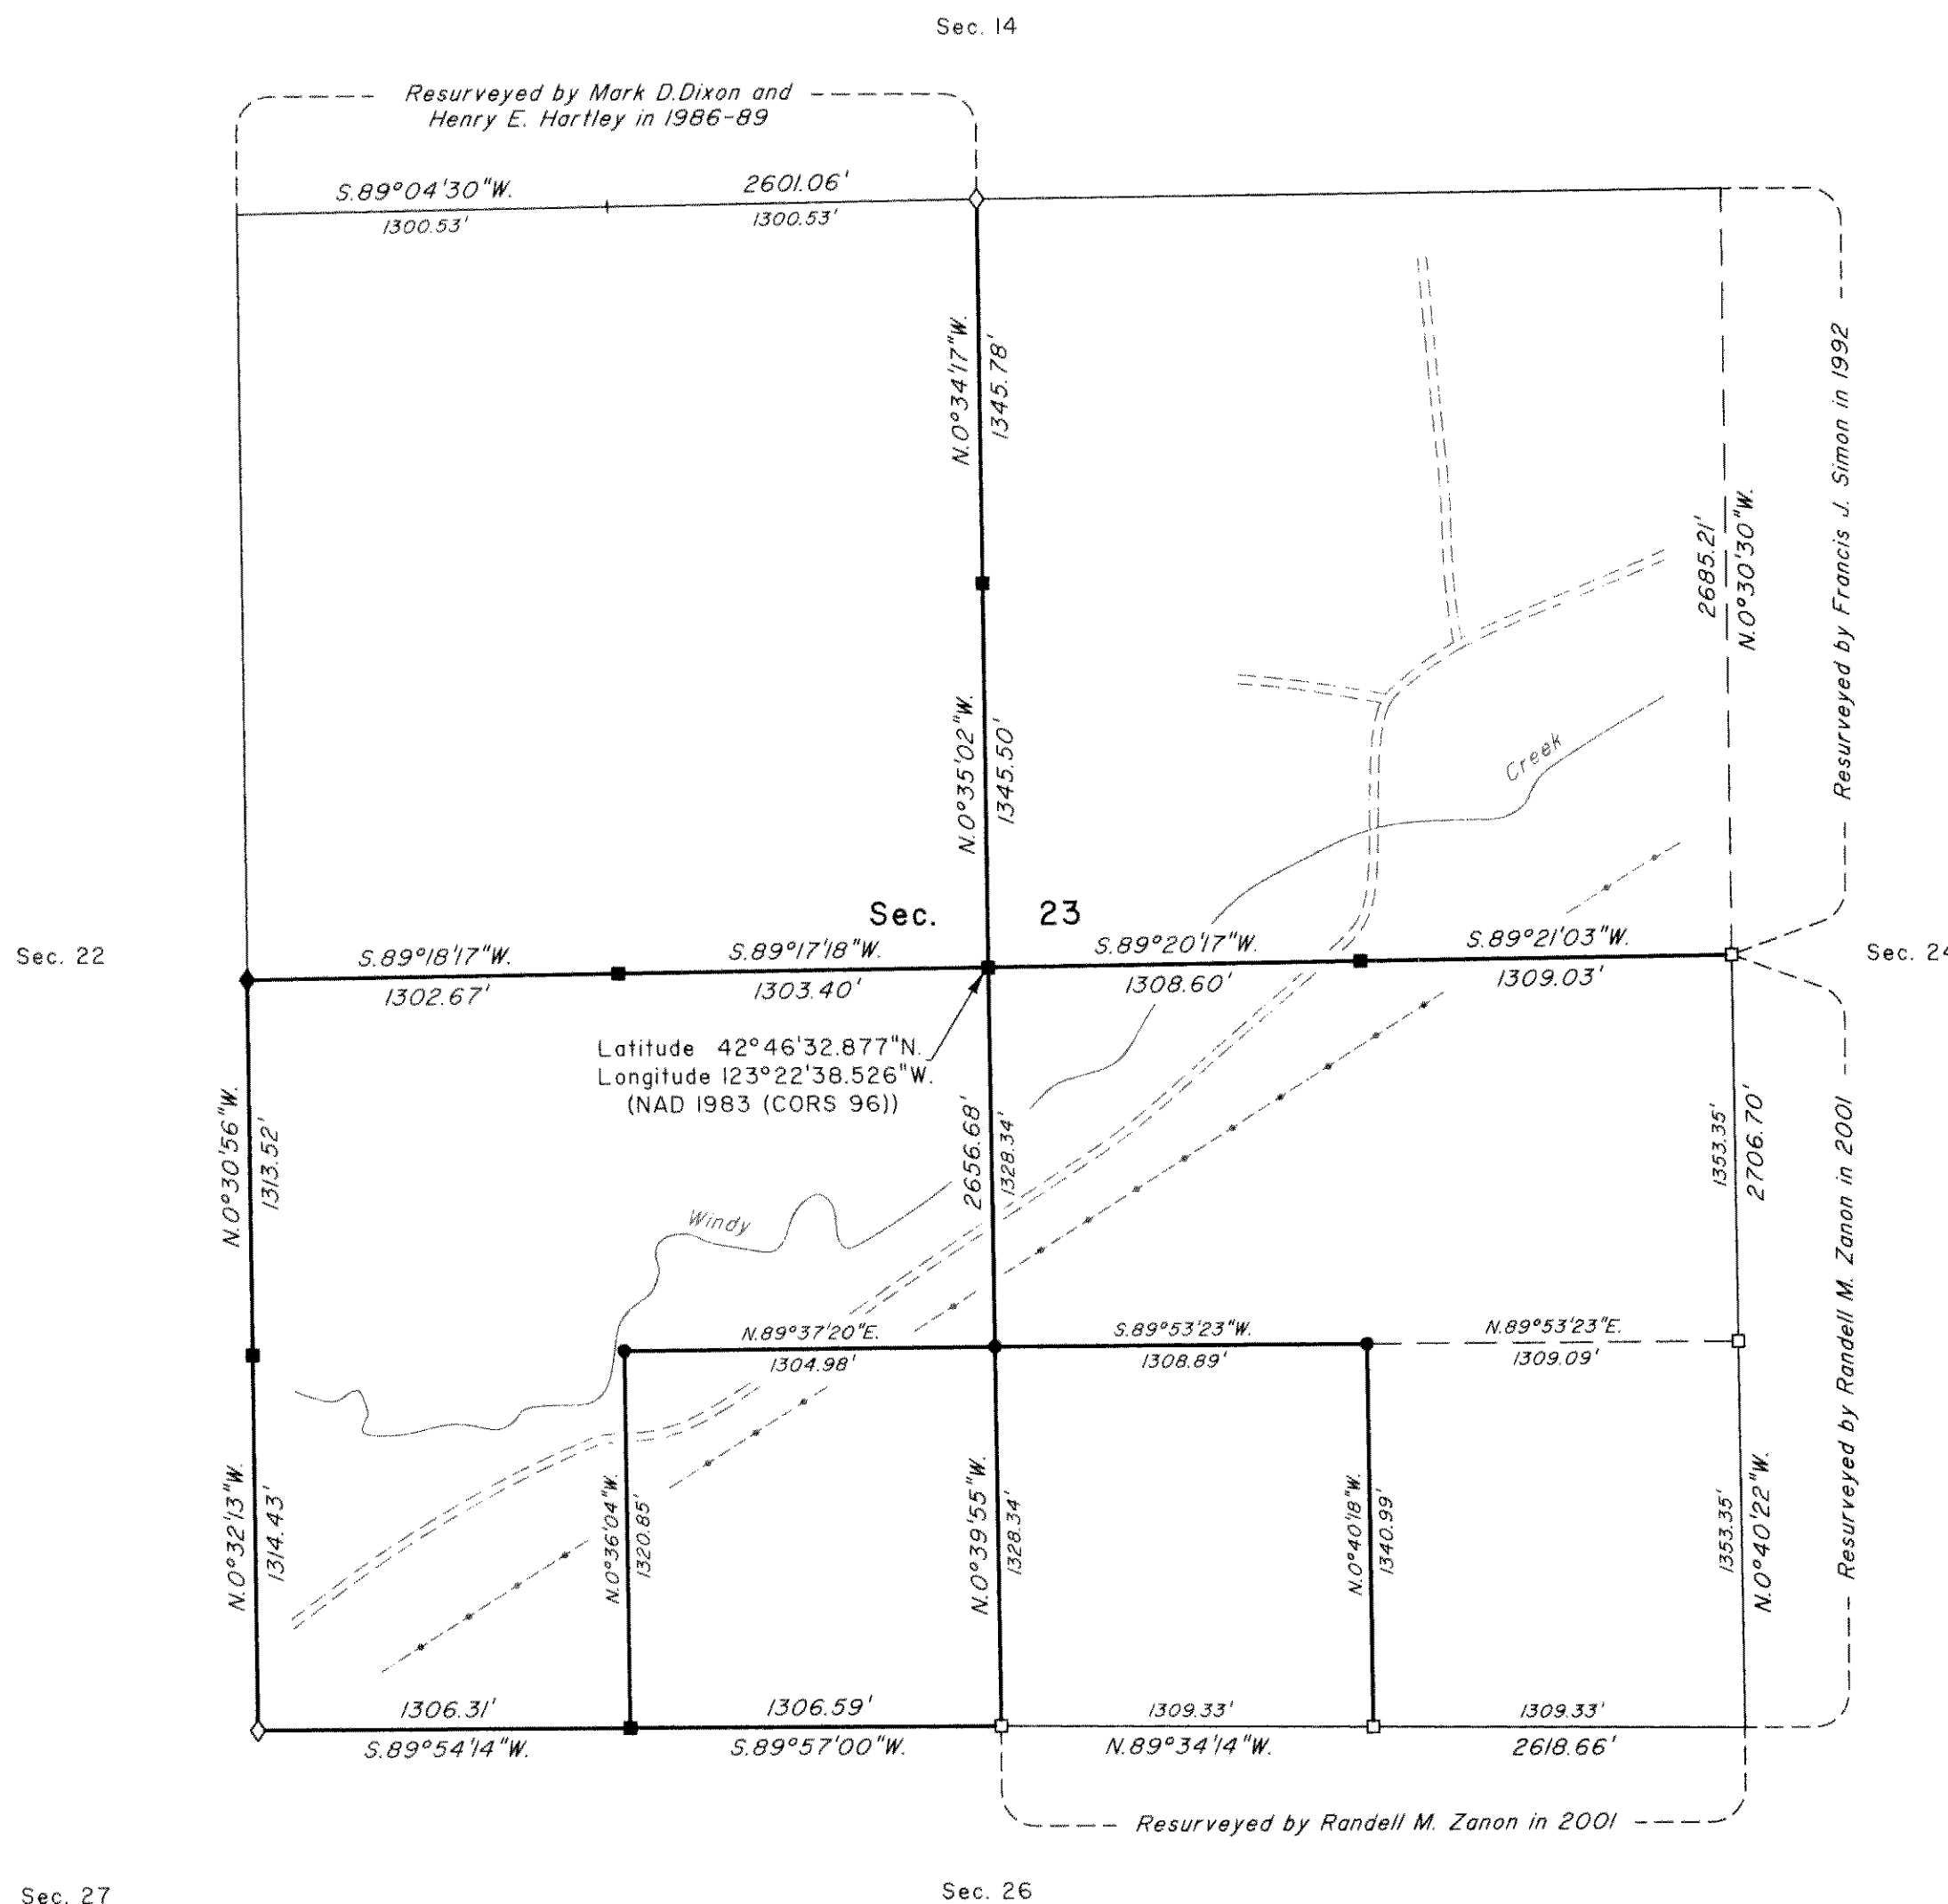 Sec. 14
Resurveyed by Mark D. Dixon and
Henry E. Hartley in 1986-89
S.89°04'30"W.
2601.06'
1300.53'
1300.53'
N.0°34'17"W.
1345.78'
N.0°35'02"W.
1345.50'
2685.21'
N.0°30'30"W.
Resurveyed by Francis J. Simon in 1992
Creek
Sec. 23
Sec. 22
S.89°18'17"W.
1302.67'
S.89°17'18"W.
1303.40'
S.89°20'17"W.
1308.60'
S.89°21'03"W.
1309.03'
Sec. 24
Latitude 42°46'32.877"N.
Longitude 123°22'38.526"W.
(NAD 1983 (CORS 96))
N.0°30'56"W.
1313.52'
2656.68'
1328.34'
1353.35'
2706.70'
Windy
N.89°37'20"E.
1304.98'
S.89°53'23"W.
1308.89'
N.89°53'23"E.
1309.09'
Resurveyed by Randell M. Zanon in 2001
N.0°32'13"W.
1314.43'
N.0°36'04"W.
1320.85'
N.0°39'55"W.
1328.34'
N.0°40'18"W.
1340.99'
1353.35'
N.0°40'22"W.
1306.31'
S.89°54'14"W.
1306.59'
S.89°57'00"W.
1309.33'
N.89°34'14"W.
1309.33'
2618.66'
Resurveyed by Randell M. Zanon in 2001
Sec. 27
Sec. 26